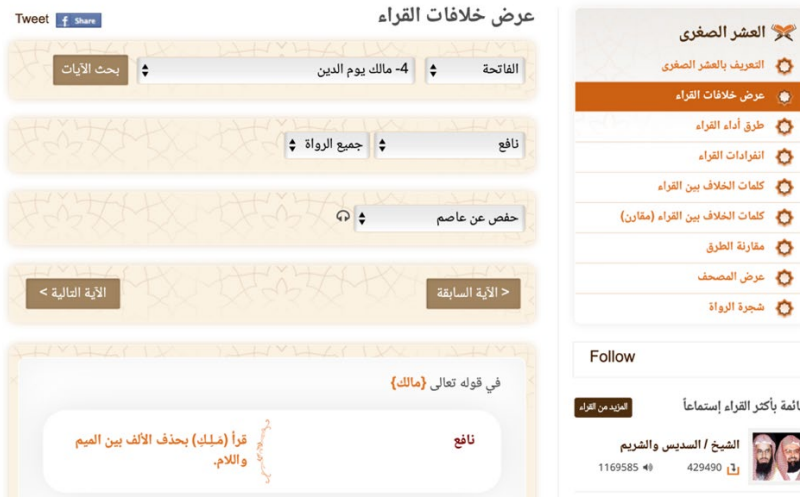 العشر الصغرى
التعريف بالعشر الصغرى
عرض خلافات القراء
طرق أداء القراء
انفرادات القراء
كلمات الخلاف بين القراء
كلمات الخلاف بين القراء (مقارن)
مقارنة الطرق
عرض المصحف
شجرة الرواة
Follow
ائمة بأكثر القراء إستماعاً
المزيد من القراء
الشيخ / السديس والشريم
429490
1169585
عرض خلافات القراء
Tweet
Share
الفاتحة
4- مالك يوم الدين
بحث الآيات
نافع
جميع الرواة
حفص عن عاصم
< الآية السابقة
الآية التالية >
في قوله تعالى {مالك}
نافع
قرأ (مَلِكِ) بحذف الألف بين الميم
واللام.